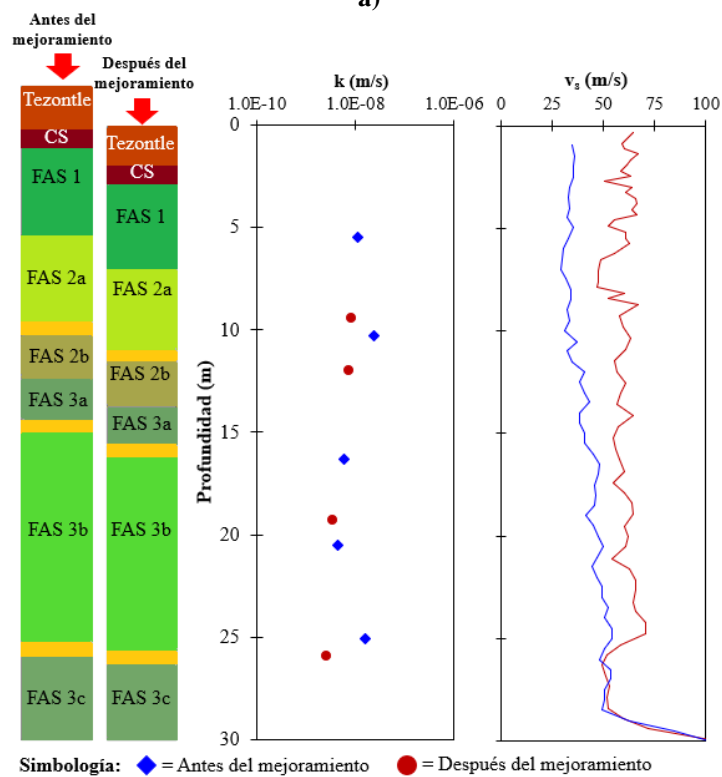 a)
Antes del
mejoramiento
Después del
mejoramiento
Tezontle
CS
FAS 1
FAS 2a
FAS 2b
FAS 3a
FAS 3b
FAS 3c
Tezontle
CS
FAS 1
FAS 2a
FAS 2b
FAS 3a
FAS 3b
FAS 3c
k (m/s)
1.0E-10 1.0E-08 1.0E-06
Profundidad (m)
0
5
10
15
20
25
30
vs (m/s)
0 25 50 75 100
Simbología: = Antes del mejoramiento = Después del mejoramiento